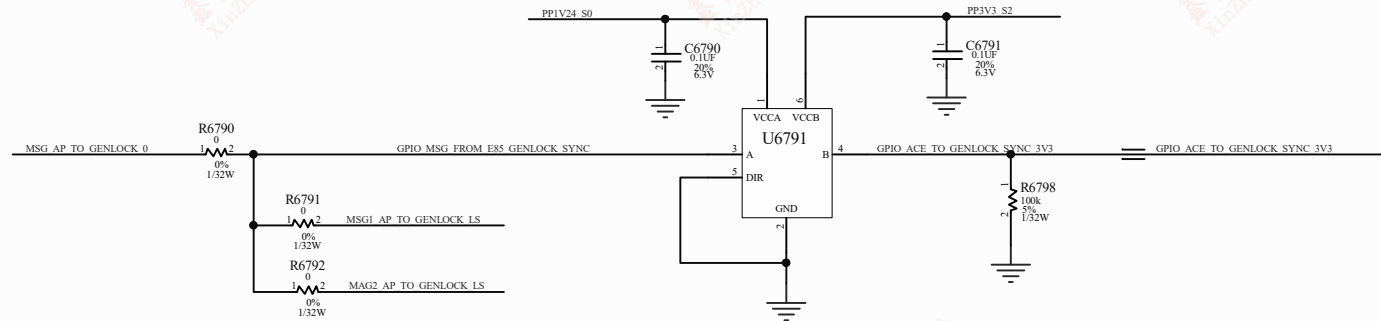 PP1V24_S0
PP3V3_S2
1
C6790
0.1UF
20%
6.3V
2
1
C6791
0.1UF
20%
6.3V
2
1
6
VCCA
VCCB
U6791
R6790
0
MSG_AP_TO_GENLOCK_0
1
2
0%
1/32W
GPIO_MSG_FROM_E85_GENLOCK_SYNC
3
A
B
4
GPIO_ACE_TO_GENLOCK_SYNC_3V3
GPIO_ACE_TO_GENLOCK_SYNC_3V3
5
DIR
GND
2
1
R6798
100k
5%
1/32W
2
R6791
0
1
2
MSG1_AP_TO_GENLOCK_LS
0%
1/32W
R6792
0
1
2
MAG2_AP_TO_GENLOCK_LS
0%
1/32W